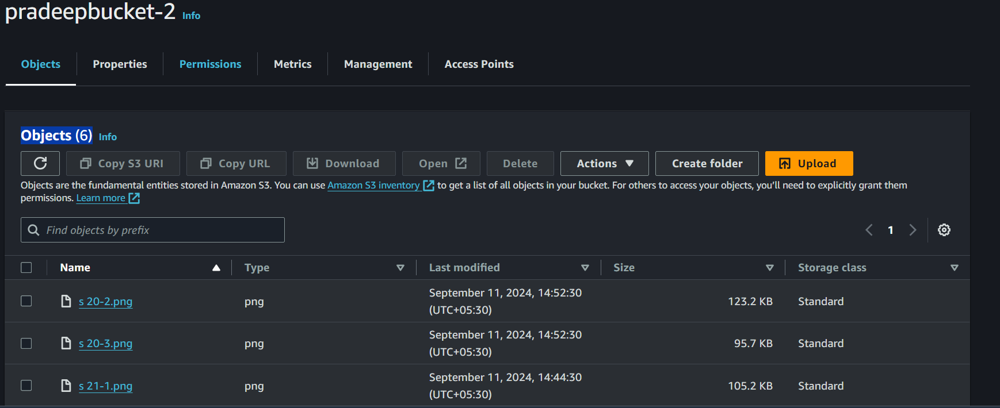 pradeepbucket-2 Info
Objects Properties Permissions Metrics Management Access Points
Objects (6) Info
Copy S3 URI Copy URL Download Open Delete Actions Create folder Upload
Objects are the fundamental entities stored in Amazon S3. You can use Amazon S3 inventory to get a list of all objects in your bucket. For others to access your objects, you’ll need to explicitly grant them
permissions. Learn more
Find objects by prefix
1
Name Type Last modified Size Storage class
s 20-2.png png September 11, 2024, 14:52:30 (UTC+05:30) 123.2 KB Standard
s 20-3.png png September 11, 2024, 14:52:30 (UTC+05:30) 95.7 KB Standard
s 21-1.png png September 11, 2024, 14:44:30 (UTC+05:30) 105.2 KB Standard